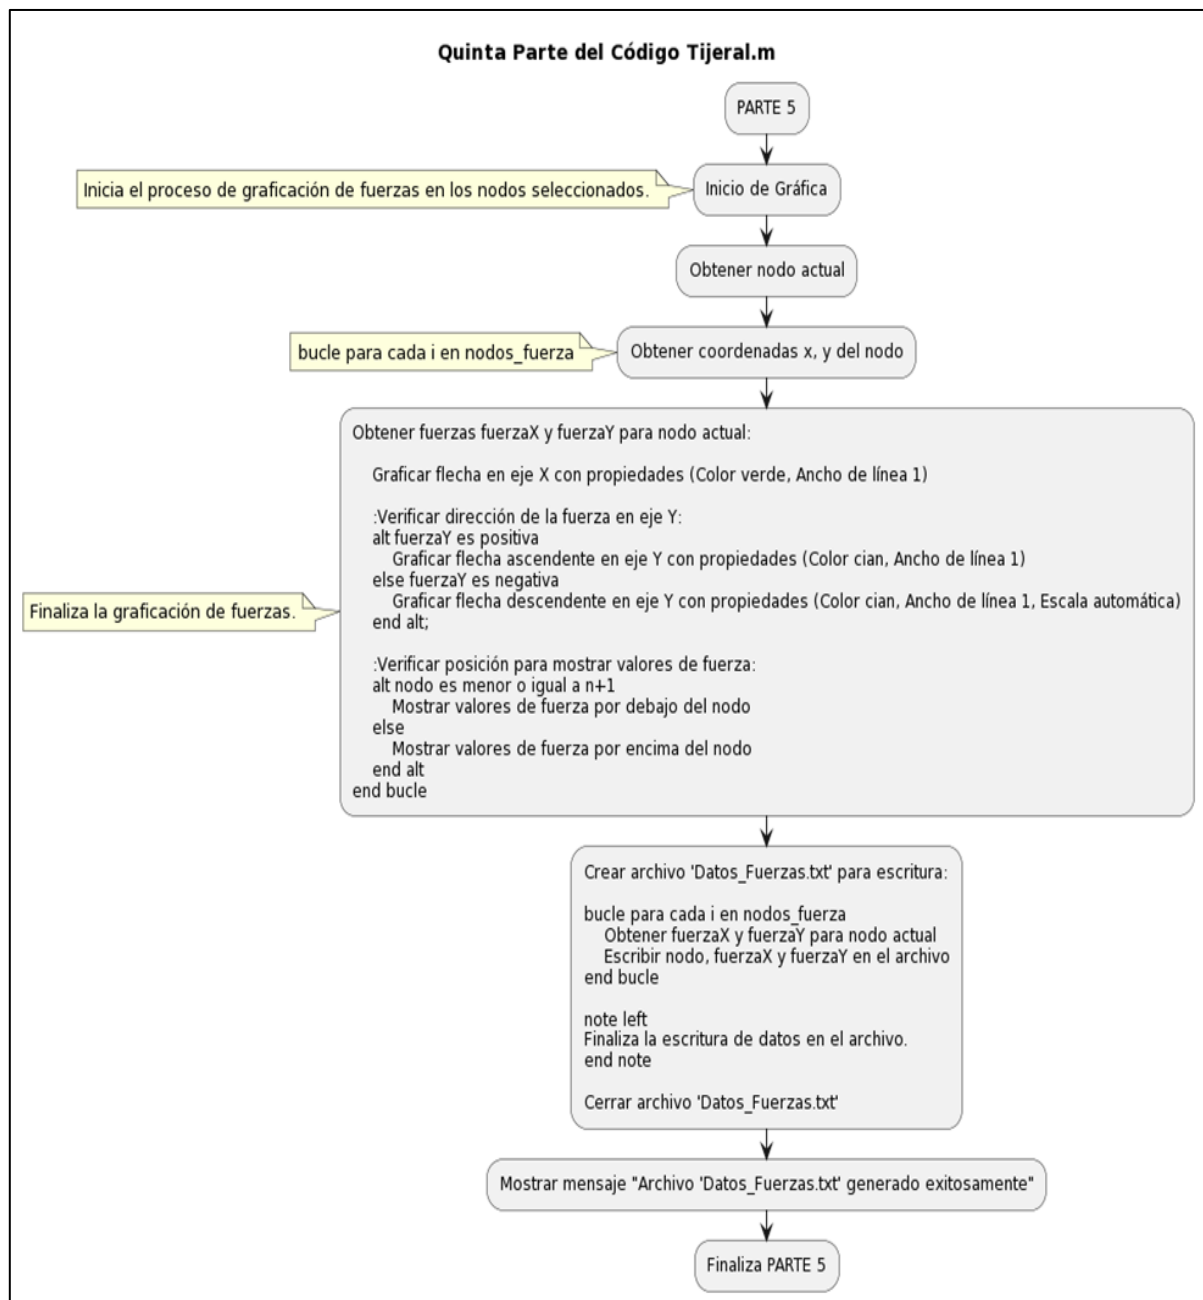 Quinta Parte del Código Tijeral.m
PARTE 5
Inicia el proceso de graficación de fuerzas en los nodos seleccionados.
Inicio de Gráfica
Obtener nodo actual
bucle para cada i en nodos_fuerza
Obtener coordenadas x, y del nodo
Obtener fuerzas fuerzaX y fuerzaY para nodo actual:
Graficar flecha en eje X con propiedades (Color verde, Ancho de línea 1)
:Verificar dirección de la fuerza en eje Y:
alt fuerzaY es positiva
Graficar flecha ascendente en eje Y con propiedades (Color cian, Ancho de línea 1)
else fuerzaY es negativa
Graficar flecha descendente en eje Y con propiedades (Color cian, Ancho de línea 1, Escala automática)
end alt;
Finaliza la graficación de fuerzas.
:Verificar posición para mostrar valores de fuerza:
alt nodo es menor o igual a n+1
Mostrar valores de fuerza por debajo del nodo
else
Mostrar valores de fuerza por encima del nodo
end alt
end bucle
Crear archivo 'Datos_Fuerzas.txt' para escritura:
bucle para cada i en nodos_fuerza
Obtener fuerzaX y fuerzaY para nodo actual
Escribir nodo, fuerzaX y fuerzaY en el archivo
end bucle
note left
Finaliza la escritura de datos en el archivo.
end note
Cerrar archivo 'Datos_Fuerzas.txt'
Mostrar mensaje "Archivo 'Datos_Fuerzas.txt' generado exitosamente"
Finaliza PARTE 5